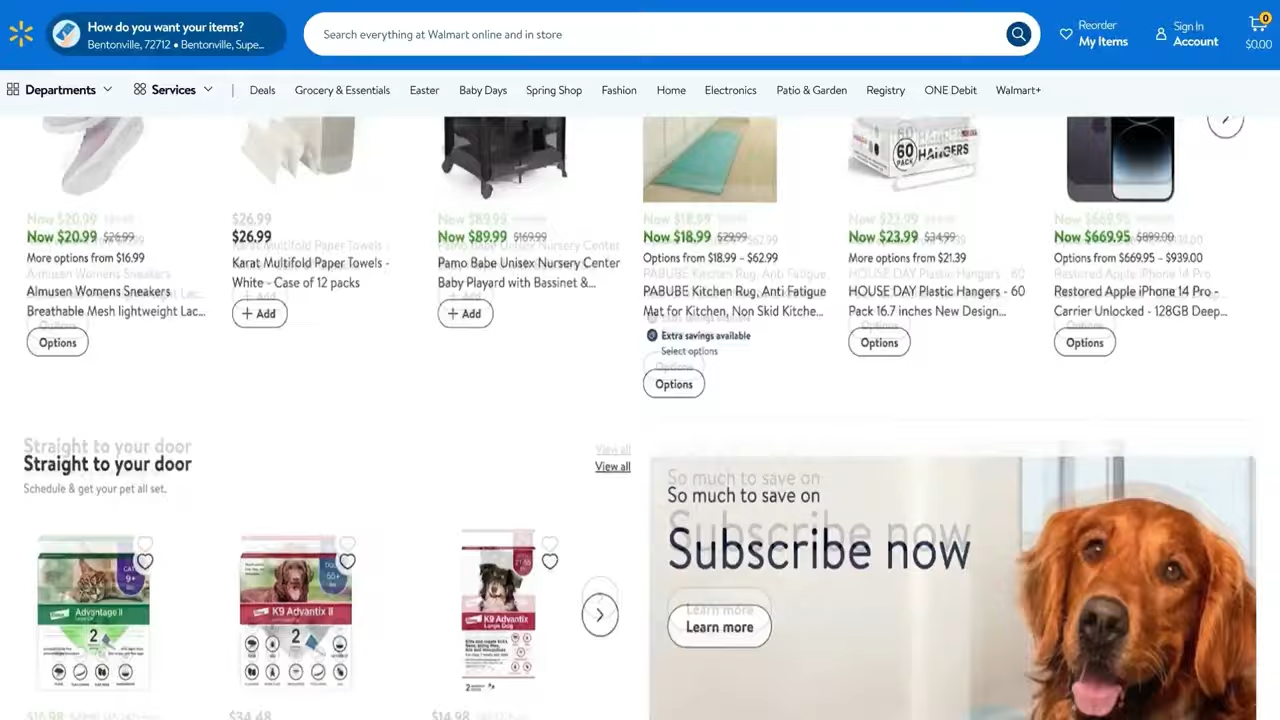 How do you want your items?
Bentonville, 72712 • Bentonville, Supe...
Search everything at Walmart online and in store
Reorder
My Items
Sign In
Account
0
$0.00
Departments
Services
Deals
Grocery & Essentials
Easter
Baby Days
Spring Shop
Fashion
Home
Electronics
Patio & Garden
Registry
ONE Debit
Walmart+
60 PACK
HANGERS
Now $20.99 $26.99
More options from $16.99
Almusen Womens Sneakers
Breathable Mesh lightweight Lac...
Options
$26.99
Karat Multifold Paper Towels -
White - Case of 12 packs
+ Add
Now $89.99 $169.99
Pamo Babe Unisex Nursery Center
Baby Playard with Bassinet &...
+ Add
Now $18.99 $29.99
Options from $18.99 – $62.99
PABUBE Kitchen Rug, Anti Fatigue
Mat for Kitchen, Non Skid Kitche...
Extra savings available
Select options
Options
Now $23.99 $34.99
More options from $21.39
HOUSE DAY Plastic Hangers - 60
Pack 16.7 inches New Design...
Options
Now $669.95 $899.00
Options from $669.95 – $939.00
Restored Apple iPhone 14 Pro -
Carrier Unlocked - 128GB Deep...
Options
Straight to your door
View all
Schedule & get your pet all set.
CAT
9+
Advantage II
2
55+
K9 Advantix II
2
K9 Advantix
Large Dog
2
$16.98
$34.48
$14.98
So much to save on
Subscribe now
Learn more